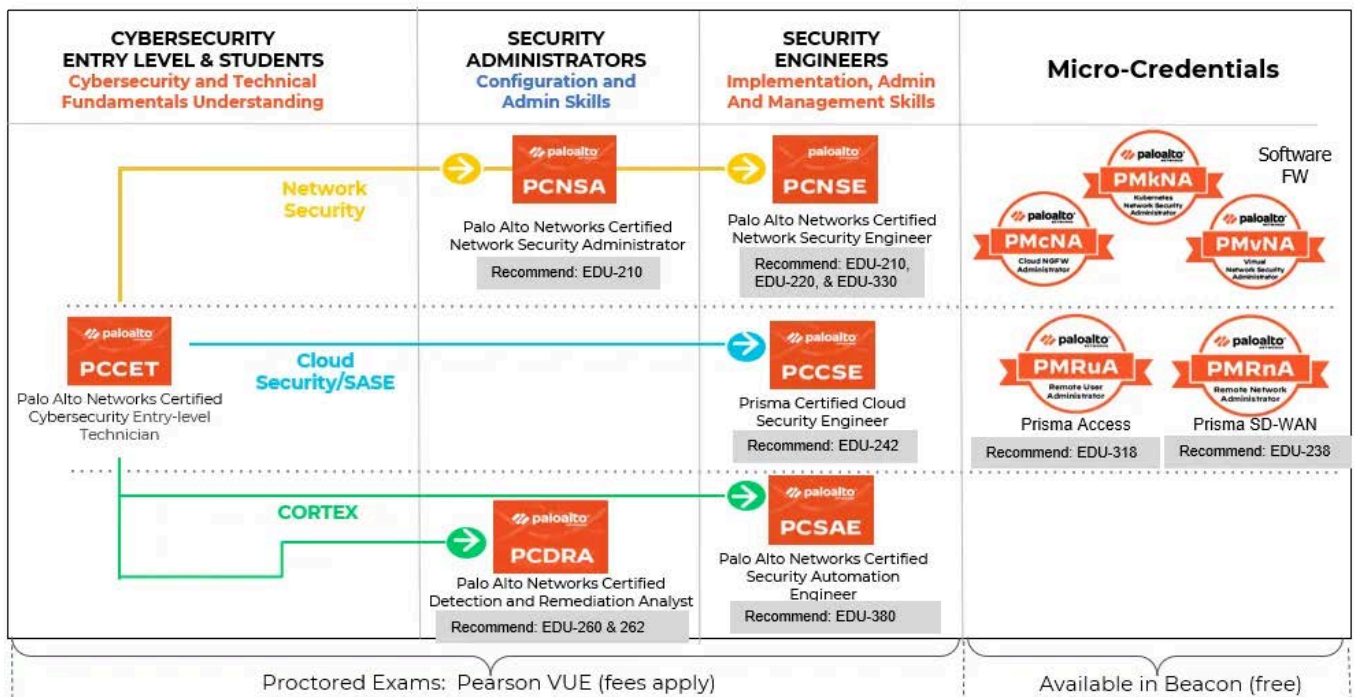 CYBERSECURITY
ENTRY LEVEL & STUDENTS
Cybersecurity and Technical
Fundamentals Understanding
SECURITY
ADMINISTRATORS
Configuration and
Admin Skills
SECURITY
ENGINEERS
Implementation, Admin
And Management Skills
Micro-Credentials
Network
Security
paloalto
PCNSA
Palo Alto Networks Certified
Network Security Administrator
Recommend: EDU-210
paloalto
PCNSE
Palo Alto Networks Certified
Network Security Engineer
Recommend: EDU-210,
EDU-220, & EDU-330
paloalto
NETWORKS
PMkNA
Kubernetes
Network Security
Administrator
Software
FW
paloalto
NETWORKS
PMcNA
Cloud NGFW
Administrator
paloalto
NETWORKS
PMvNA
Virtual
Network Security
Administrator
paloalto
PCCET
Palo Alto Networks Certified
Cybersecurity Entry-level
Technician
Cloud
Security/SASE
paloalto
PCCSE
Prisma Certified Cloud
Security Engineer
Recommend: EDU-242
paloalto
NETWORKS
PMRuA
Remote User
Administrator
Prisma Access
Recommend: EDU-318
paloalto
NETWORKS
PMRnA
Remote Network
Administrator
Prisma SD-WAN
Recommend: EDU-238
CORTEX
paloalto
PCDRA
Palo Alto Networks Certified
Detection and Remediation Analyst
Recommend: EDU-260 & 262
paloalto
PCSAE
Palo Alto Networks Certified
Security Automation
Engineer
Recommend: EDU-380
Proctored Exams: Pearson VUE (fees apply)
Available in Beacon (free)